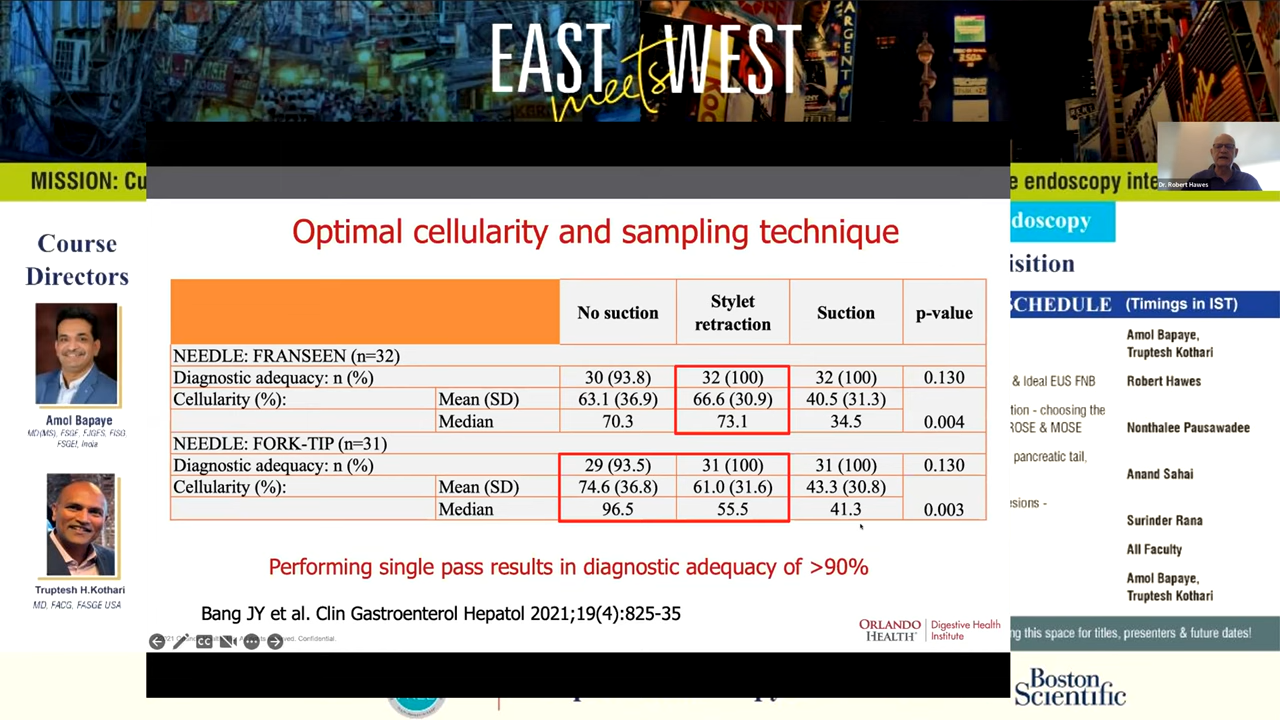 EAST meets WEST
MISSION: Cu
e endoscopy inte
Dr. Robert Hawes
doscopy
isition
Course
Directors
Amol Bapaye
MD(MS), FSGF, FJGES, FISG,
FSGEI, India
Truptesh H.Kothari
MD, FACG, FASGE USA
Optimal cellularity and sampling technique
No suction
Stylet
retraction
Suction
p-value
NEEDLE: FRANSEEN (n=32)
Diagnostic adequacy: n (%) 30 (93.8) 32 (100) 32 (100) 0.130
Cellularity (%): Mean (SD) 63.1 (36.9) 66.6 (30.9) 40.5 (31.3)
Median 70.3 73.1 34.5 0.004
NEEDLE: FORK-TIP (n=31)
Diagnostic adequacy: n (%) 29 (93.5) 31 (100) 31 (100) 0.130
Cellularity (%): Mean (SD) 74.6 (36.8) 61.0 (31.6) 43.3 (30.8)
Median 96.5 55.5 41.3 0.003
Performing single pass results in diagnostic adequacy of >90%
Bang JY et al. Clin Gastroenterol Hepatol 2021;19(4):825-35
ORLANDO
HEALTH®
Digestive Health
Institute
CC
Confidential.
SCHEDULE (Timings in IST)
Amol Bapaye,
Truptesh Kothari
& Ideal EUS FNB Robert Hawes
tion - choosing the
ROSE & MOSE Nonthalee Pausawadee
pancreatic tail,
Anand Sahai
esions -
Surinder Rana
All Faculty
Amol Bapaye,
Truptesh Kothari
ng this space for titles, presenters & future dates!
Boston
Scientific